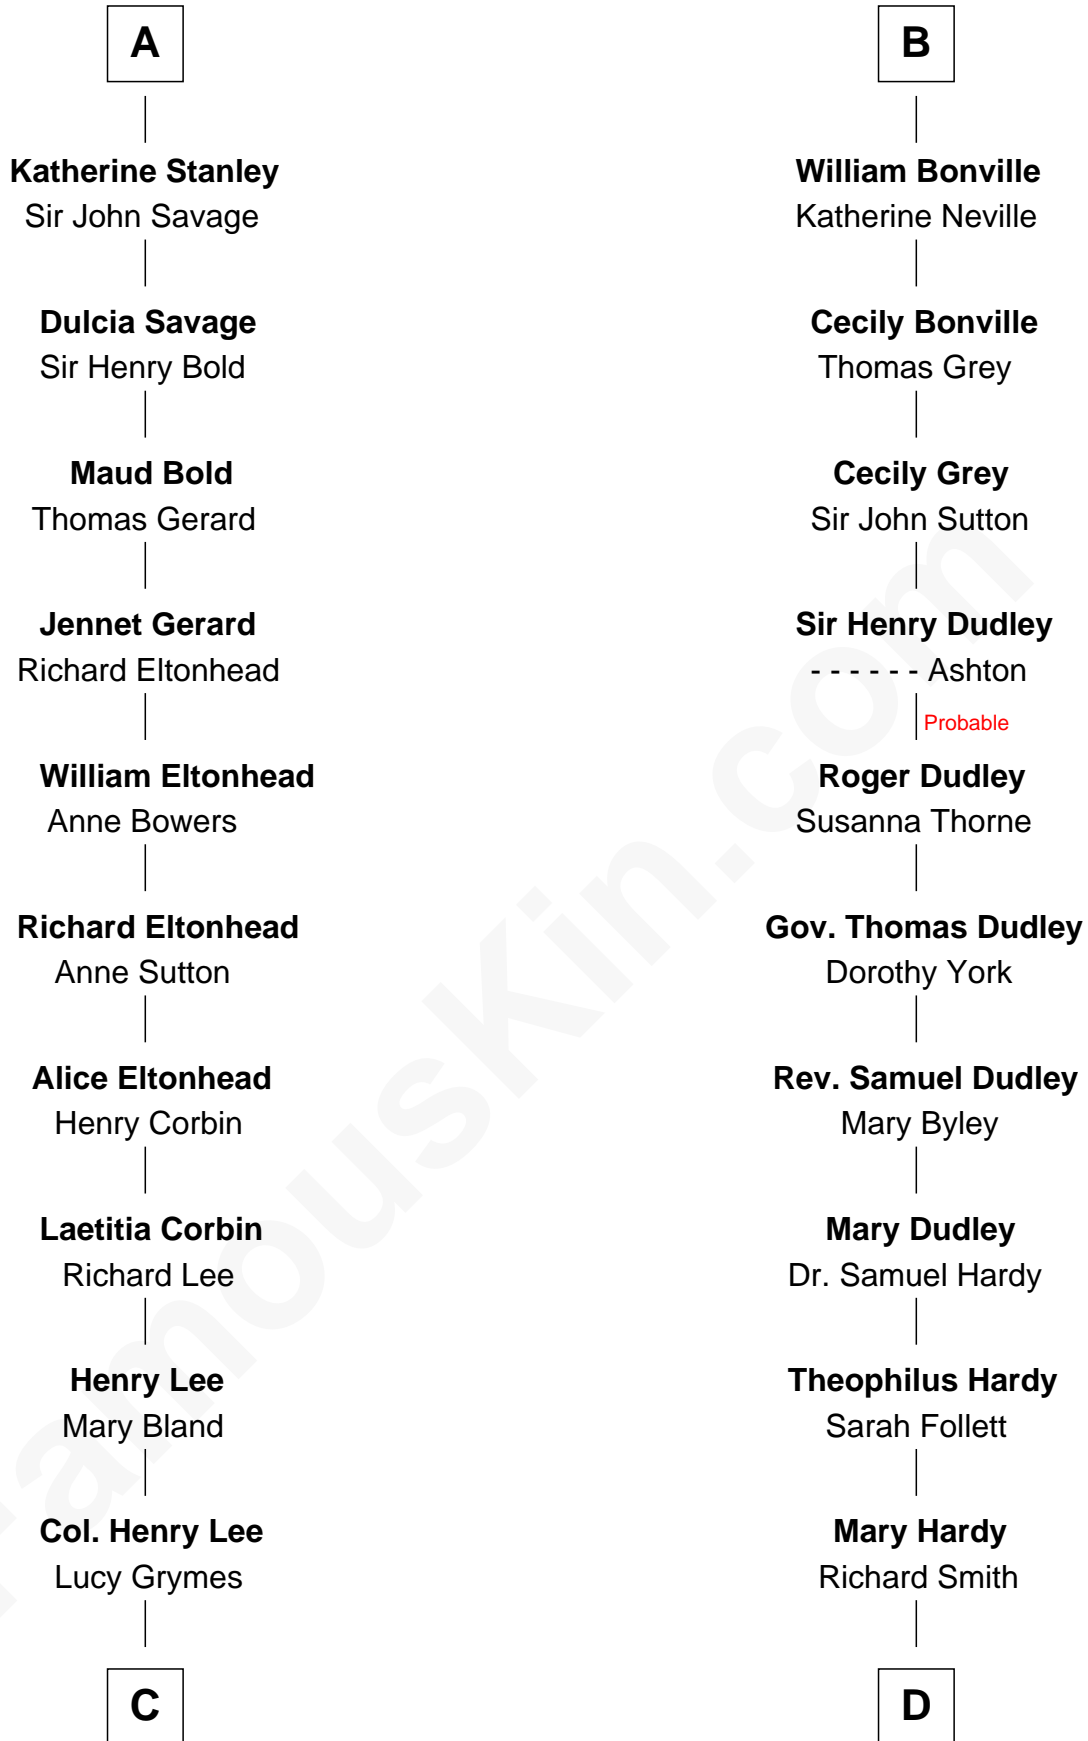 A
Katherine Stanley
Sir John Savage
Dulcia Savage
Sir Henry Bold
Maud Bold
Thomas Gerard
Jennet Gerard
Richard Eltonhead
William Eltonhead
Anne Bowers
Richard Eltonhead
Anne Sutton
Alice Eltonhead
Henry Corbin
Laetitia Corbin
Richard Lee
Henry Lee
Mary Bland
Col. Henry Lee
Lucy Grymes
C
B
William Bonville
Katherine Neville
Cecily Bonville
Thomas Grey
Cecily Grey
Sir John Sutton
Sir Henry Dudley
- - - - - - Ashton
Probable
Roger Dudley
Susanna Thorne
Gov. Thomas Dudley
Dorothy York
Rev. Samuel Dudley
Mary Byley
Mary Dudley
Dr. Samuel Hardy
Theophilus Hardy
Sarah Follett
Mary Hardy
Richard Smith
D
FamousKin.com